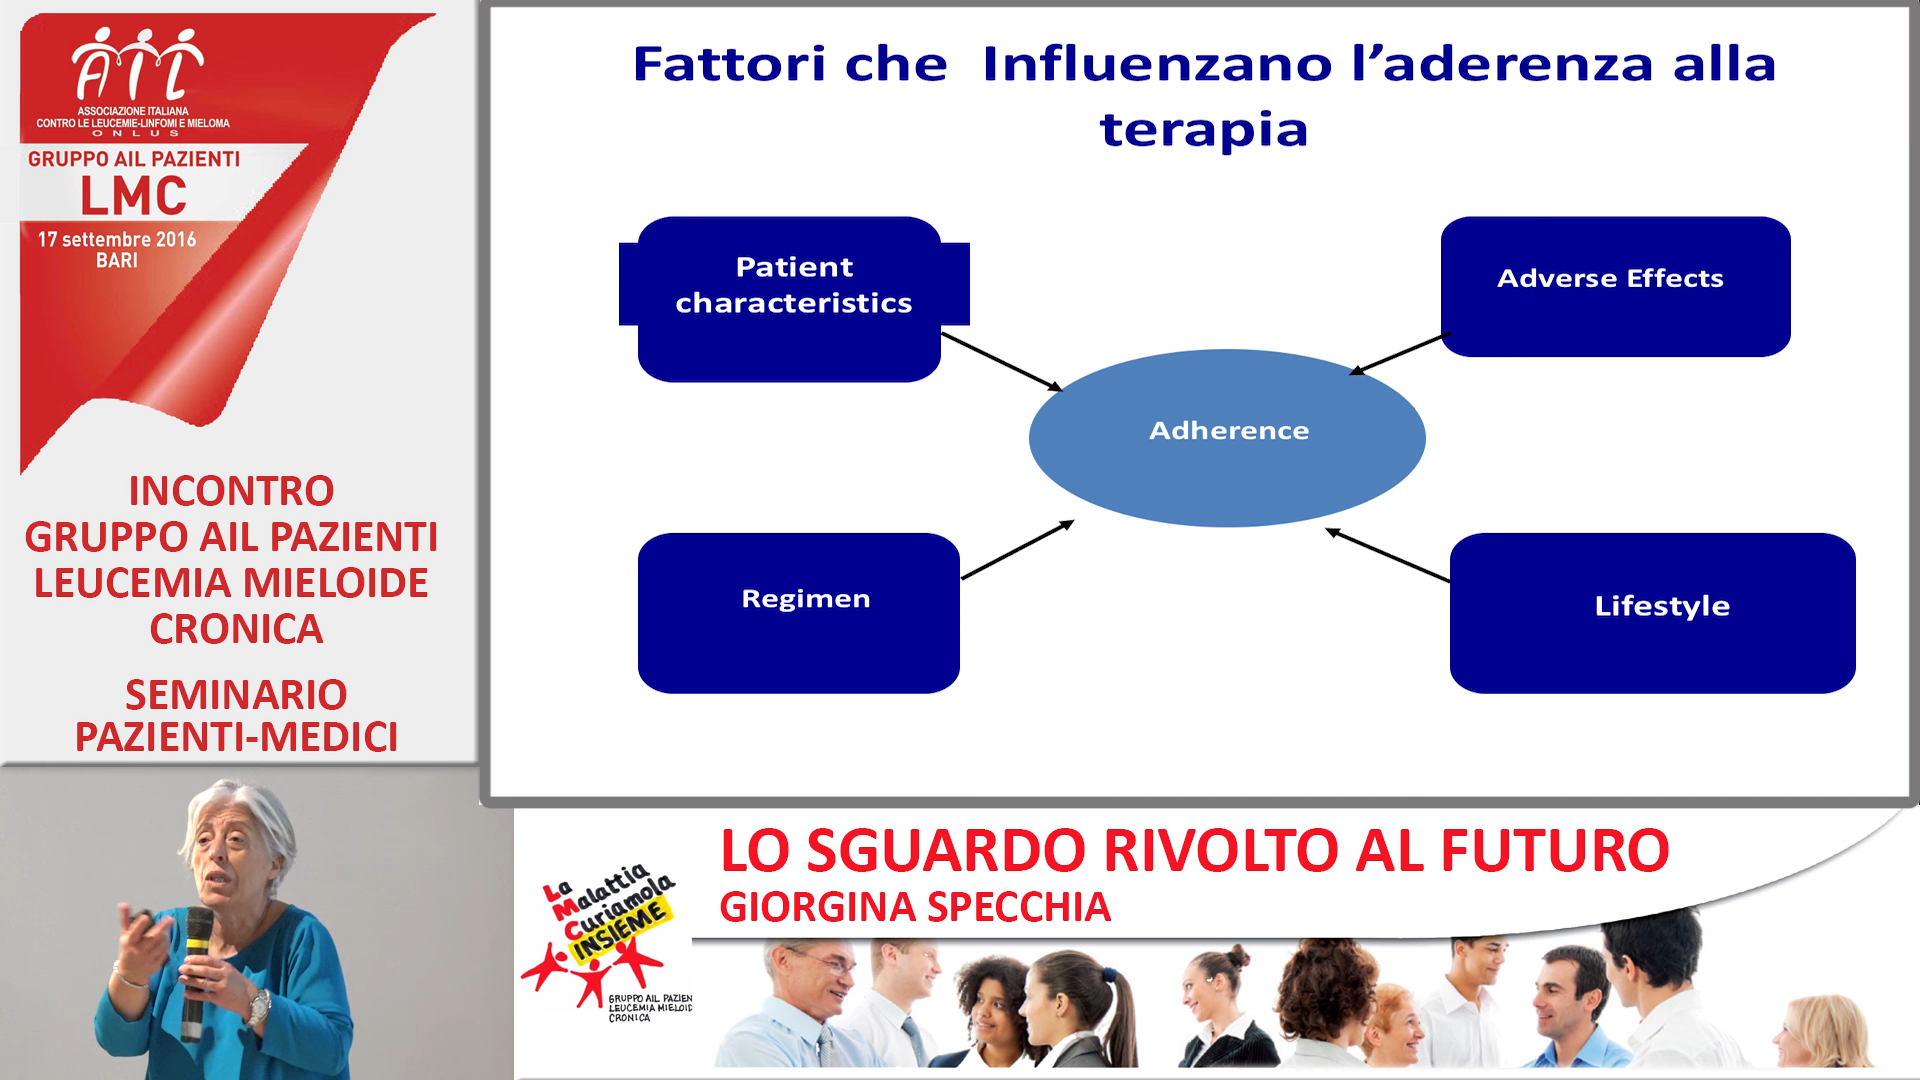 AIL
ASSOCIAZIONE ITALIANA
CONTRO LE LEUCEMIE-LINFOMI E MIELOMA
ONLUS
GRUPPO AIL PAZIENTI
LMC
17 settembre 2016
BARI
INCONTRO
GRUPPO AIL PAZIENTI
LEUCEMIA MIELOIDE
CRONICA
SEMINARIO
PAZIENTI-MEDICI
Fattori che Influenzano l’aderenza alla
terapia
Patient
characteristics
Adverse Effects
Adherence
Regimen
Lifestyle
LO SGUARDO RIVOLTO AL FUTURO
GIORGINA SPECCHIA
La
Malattia
Curiamola
INSIEME
GRUPPO AIL PAZIEN
LEUCEMIA MIELOID
CRONICA